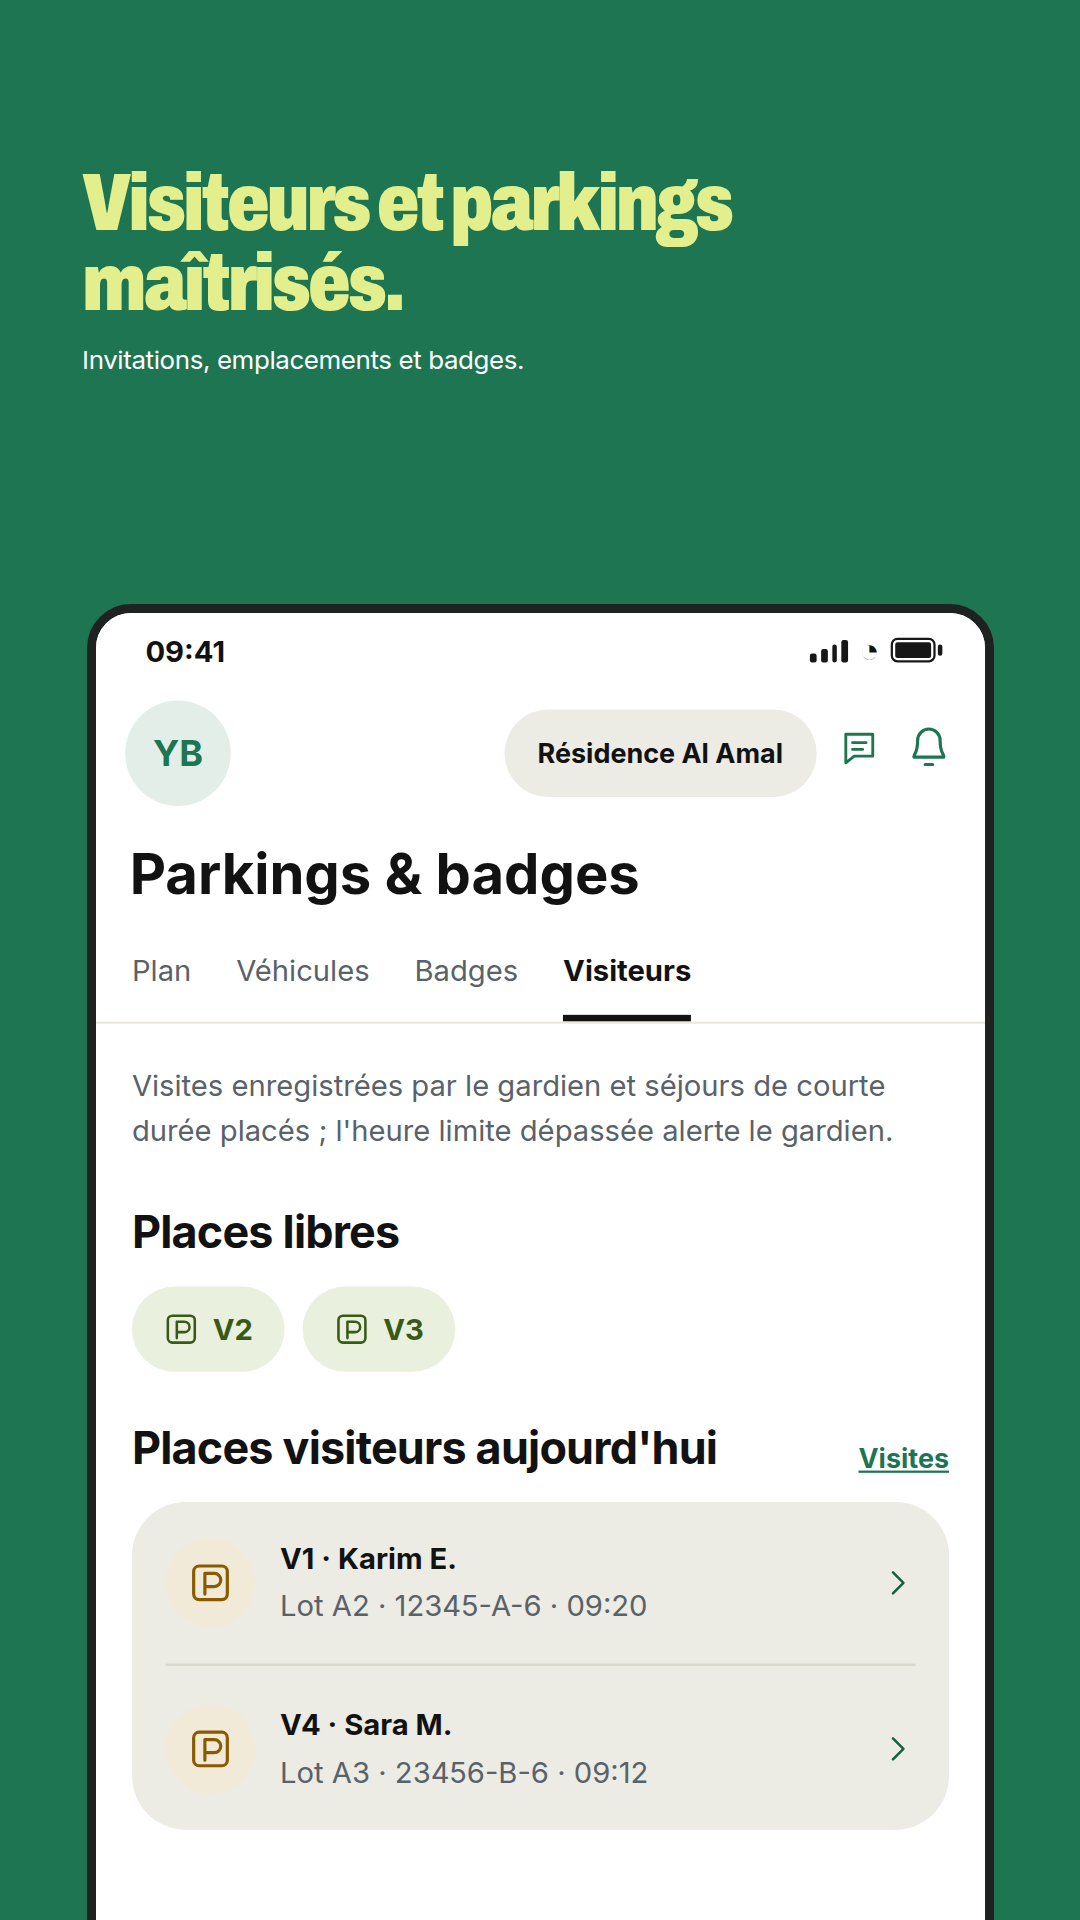 Visiteurs et parkings
maîtrisés.
Invitations, emplacements et badges.
09:41
YB
Résidence Al Amal
Parkings & badges
Plan Véhicules Badges Visiteurs
Visites enregistrées par le gardien et séjours de courte
durée placés ; l'heure limite dépassée alerte le gardien.
Places libres
P V2 P V3
Places visiteurs aujourd'hui Visites
P V1 · Karim E.
Lot A2 · 12345-A-6 · 09:20
P V4 · Sara M.
Lot A3 · 23456-B-6 · 09:12